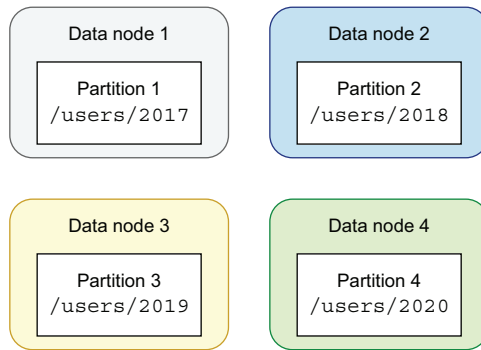 Data node 1
Partition 1
/users/2017
Data node 2
Partition 2
/users/2018
Data node 3
Partition 3
/users/2019
Data node 4
Partition 4
/users/2020